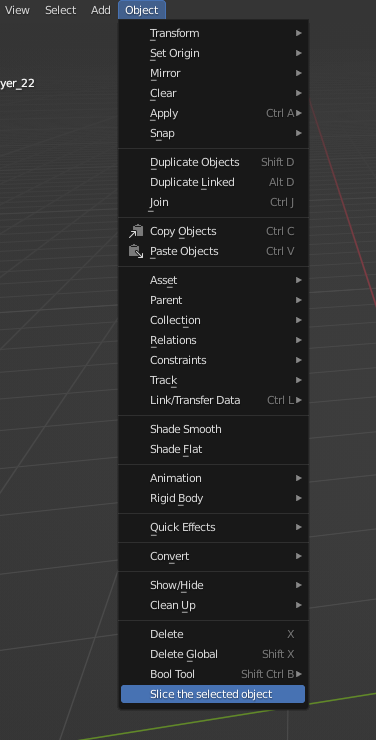 View Select Add Object
yer_22
Transform
Set Origin
Mirror
Clear
Apply Ctrl A
Snap
Duplicate Objects Shift D
Duplicate Linked Alt D
Join Ctrl J
Copy Objects Ctrl C
Paste Objects Ctrl V
Asset
Parent
Collection
Relations
Constraints
Track
Link/Transfer Data Ctrl L
Shade Smooth
Shade Flat
Animation
Rigid Body
Quick Effects
Convert
Show/Hide
Clean Up
Delete X
Delete Global Shift X
Bool Tool Shift Ctrl B
Slice the selected object